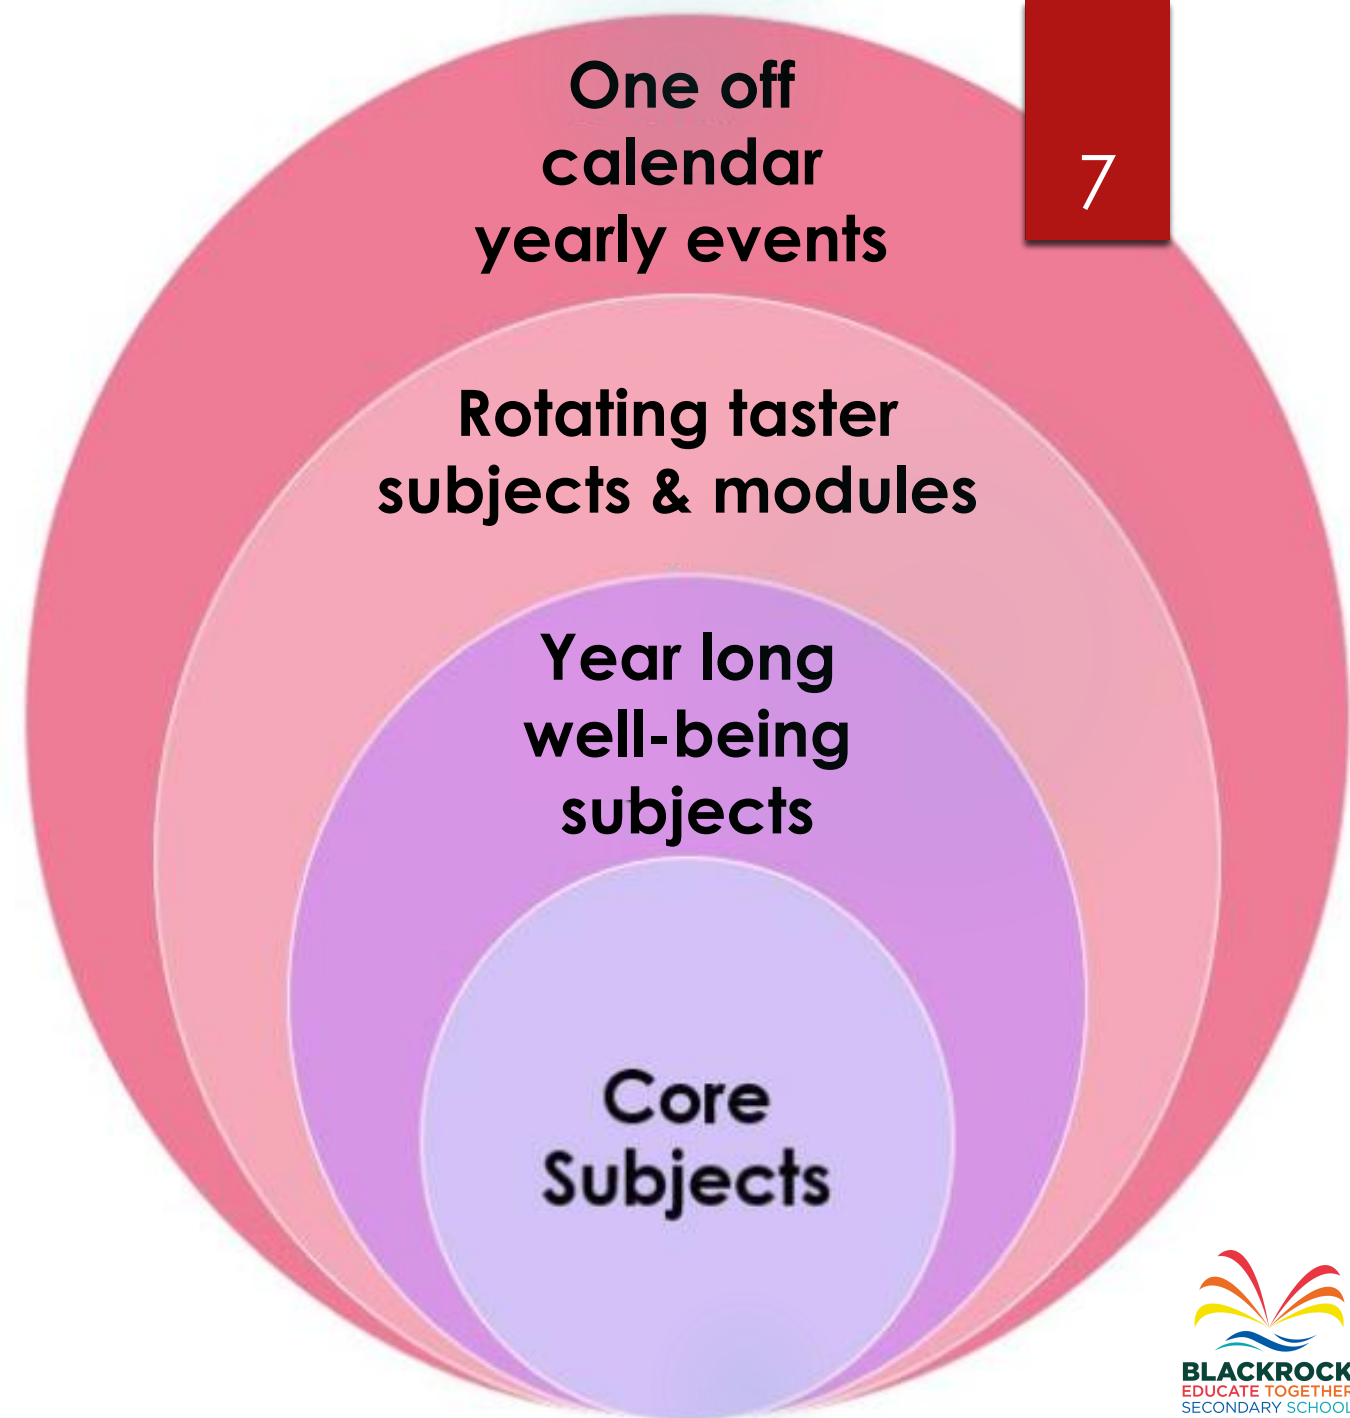 One off
calendar
yearly events
7
Rotating taster
subjects & modules
Year long
well-being
subjects
Core
Subjects
BLACKROCK
EDUCATE TOGETHER
SECONDARY SCHOOL